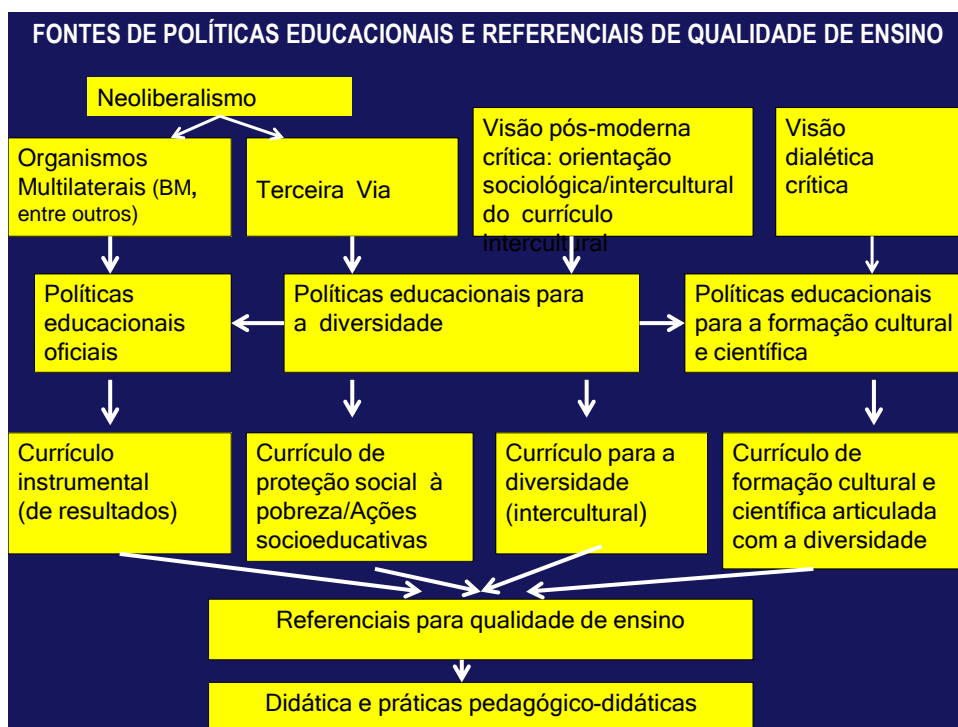 FONTES DE POLÍTICAS EDUCACIONAIS E REFERENCIAIS DE QUALIDADE DE ENSINO
Neoliberalismo
Organismos
Multilaterais (BM,
entre outros)
Terceira Via
Visão pós-moderna
crítica: orientação
sociológica/intercultural
do currículo
intercultural
Visão
dialética
crítica
Políticas
educacionais
oficiais
Políticas educacionais para
a diversidade
Políticas educacionais
para a formação cultural
e científica
Currículo
instrumental
(de resultados)
Currículo de
proteção social à
pobreza/Ações
socioeducativas
Currículo para a
diversidade
(intercultural)
Currículo de
formação cultural e
científica articulada
com a diversidade
Referenciais para qualidade de ensino
Didática e práticas pedagógico-didáticas